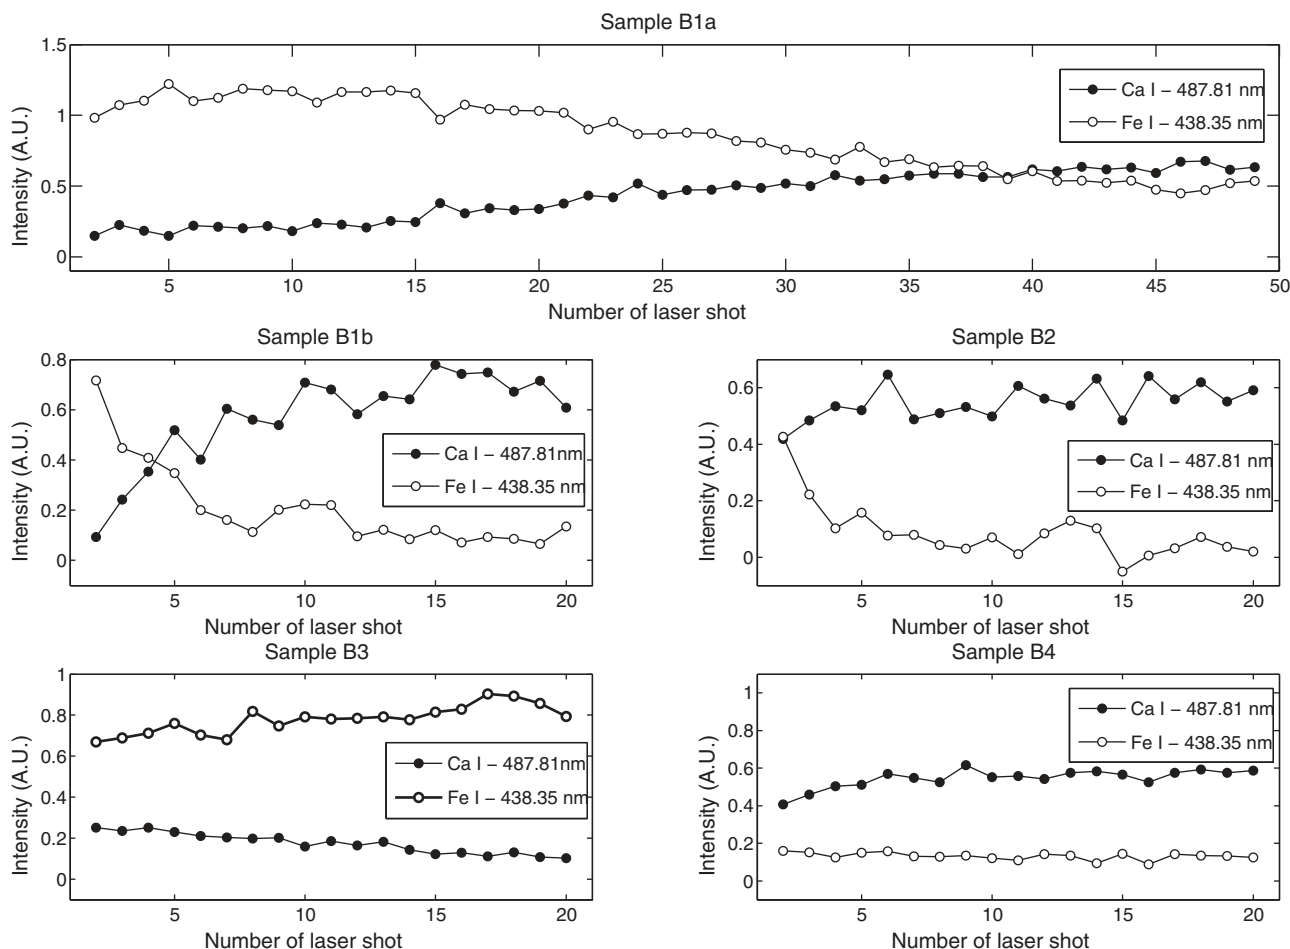 Sample B1a
1.5
1
0.5
0
Intensity (A.U.)
Ca I – 487.81 nm
Fe I – 438.35 nm
5 10 15 20 25 30 35 40 45 50
Number of laser shot
Sample B1b
0.8
0.6
0.4
0.2
0
Intensity (A.U.)
Ca I – 487.81nm
Fe I – 438.35 nm
5 10 15 20
Number of laser shot
Sample B2
0.6
0.4
0.2
0
Intensity (A.U.)
Ca I – 487.81 nm
Fe I – 438.35 nm
5 10 15 20
Number of laser shot
Sample B3
1
0.8
0.6
0.4
0.2
0
Intensity (A.U.)
Ca I – 487.81nm
Fe I – 438.35 nm
5 10 15 20
Number of laser shot
Sample B4
1
0.8
0.6
0.4
0.2
0
Intensity (A.U.)
Ca I – 487.81 nm
Fe I – 438.35 nm
5 10 15 20
Number of laser shot